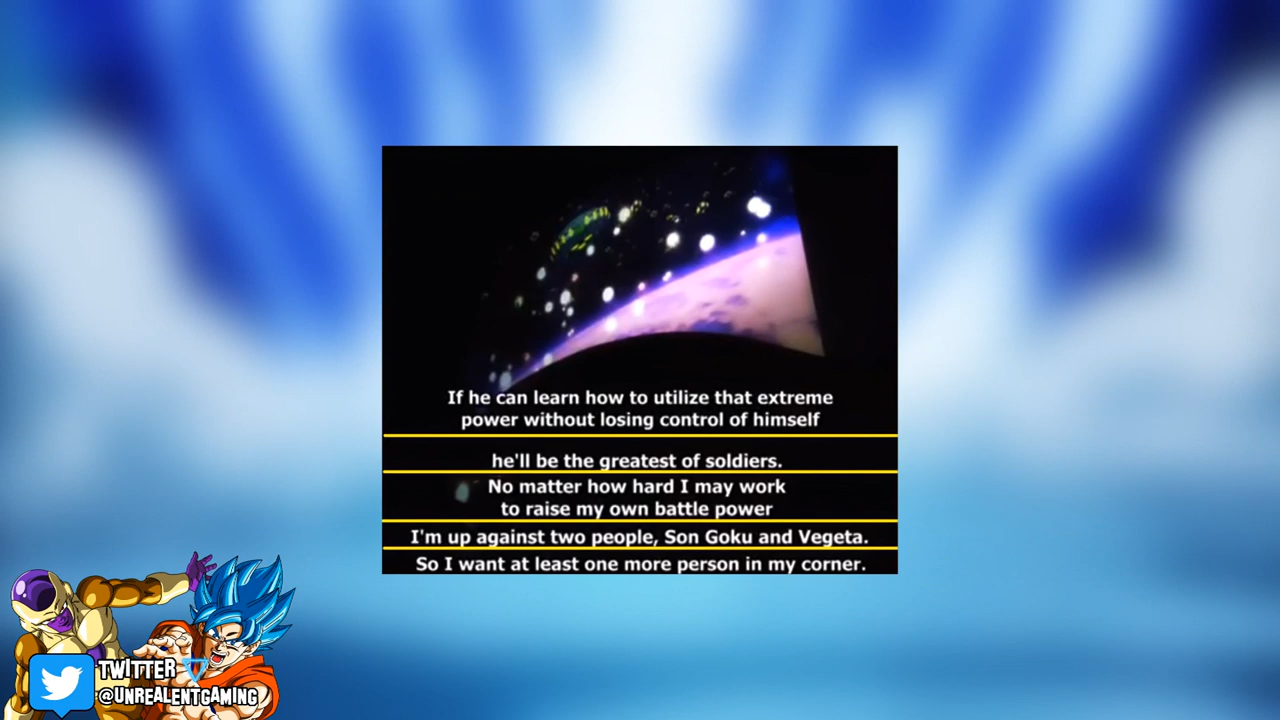 If he can learn how to utilize that extreme
power without losing control of himself
he'll be the greatest of soldiers.
No matter how hard I may work
to raise my own battle power
I'm up against two people, Son Goku and Vegeta.
So I want at least one more person in my corner.
TWITTER
@UNREALENTGAMING